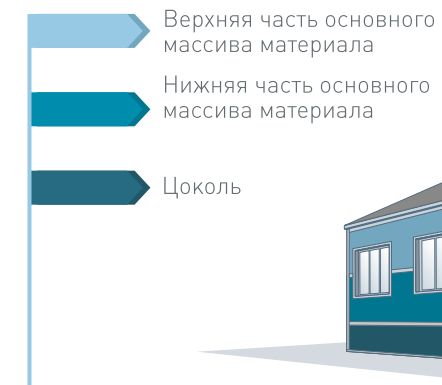 Верхняя часть основного
массива материала
Нижняя часть основного
массива материала
Цоколь